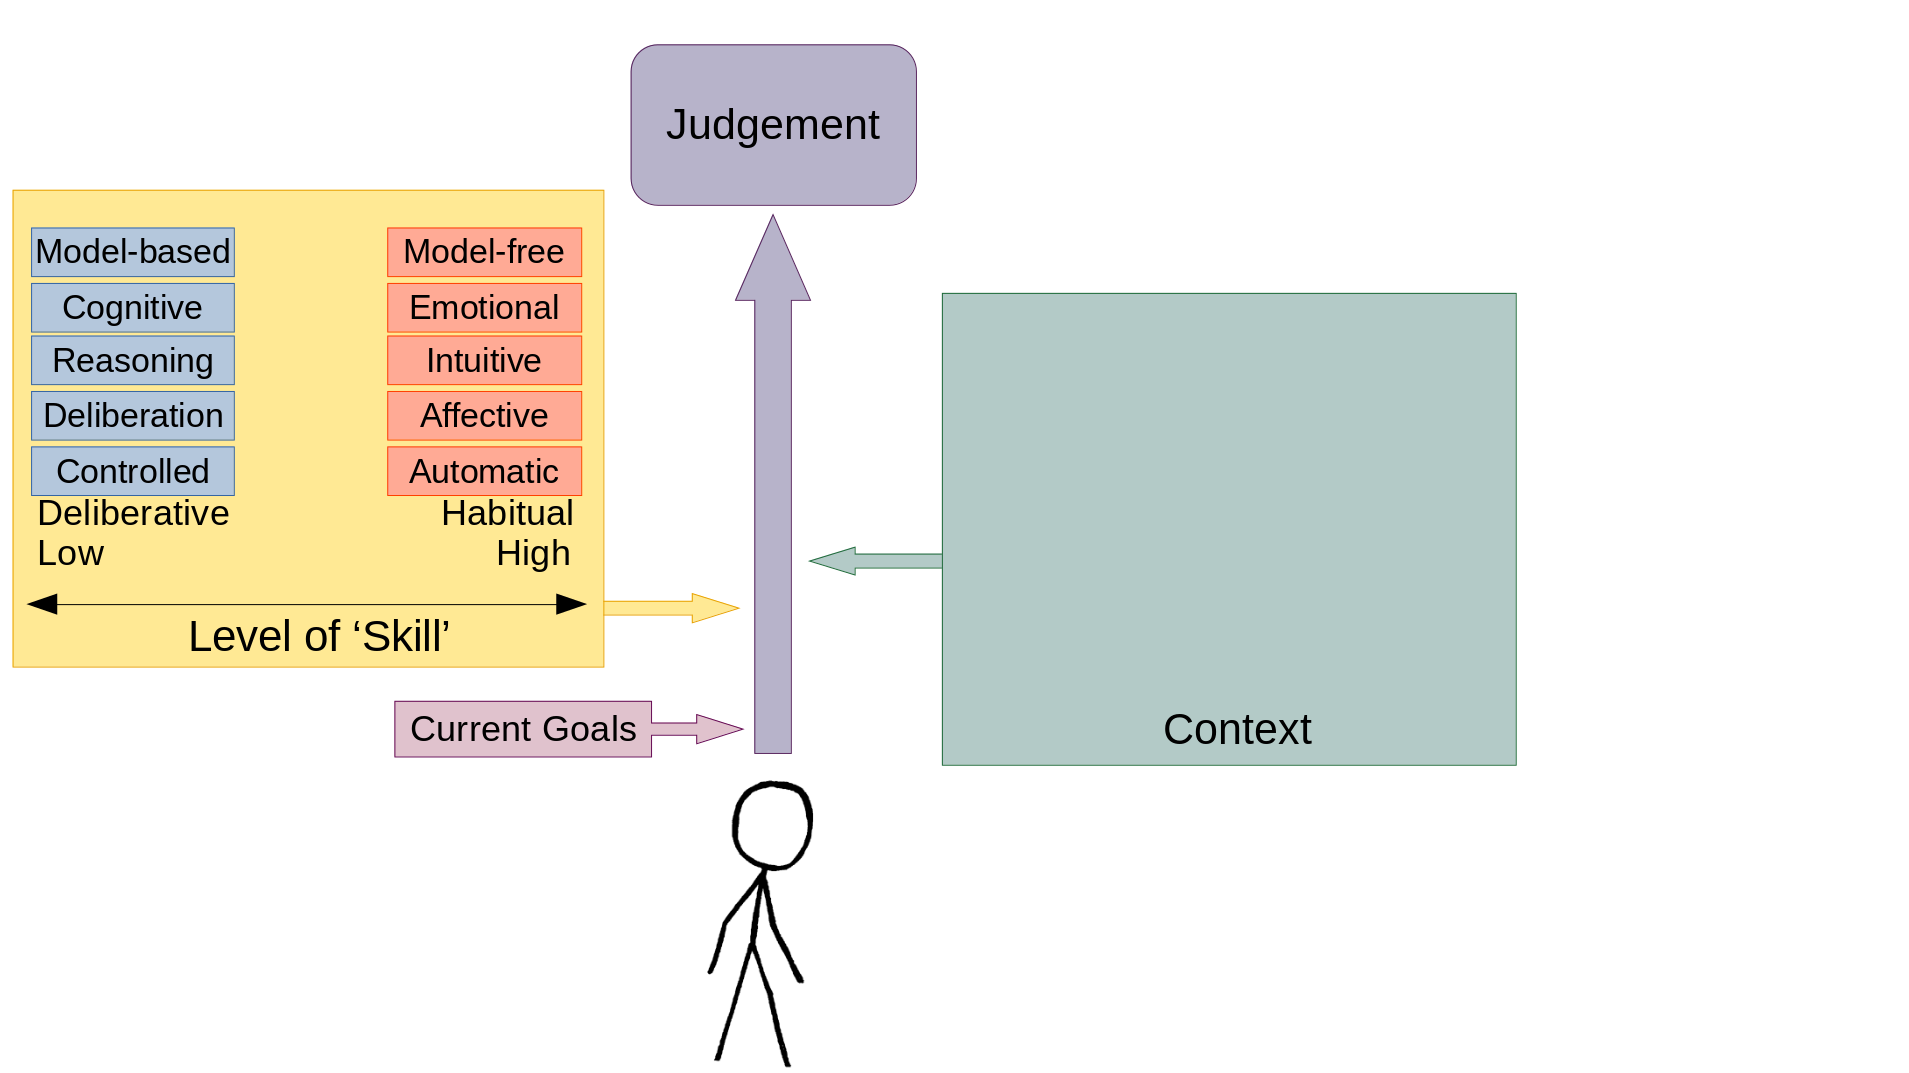 Judgement
Model-based
Model-free
Cognitive
Emotional
Reasoning
Intuitive
Deliberation
Affective
Controlled
Automatic
Deliberative
Habitual
Low
High
Level of ‘Skill’
Current Goals
Context